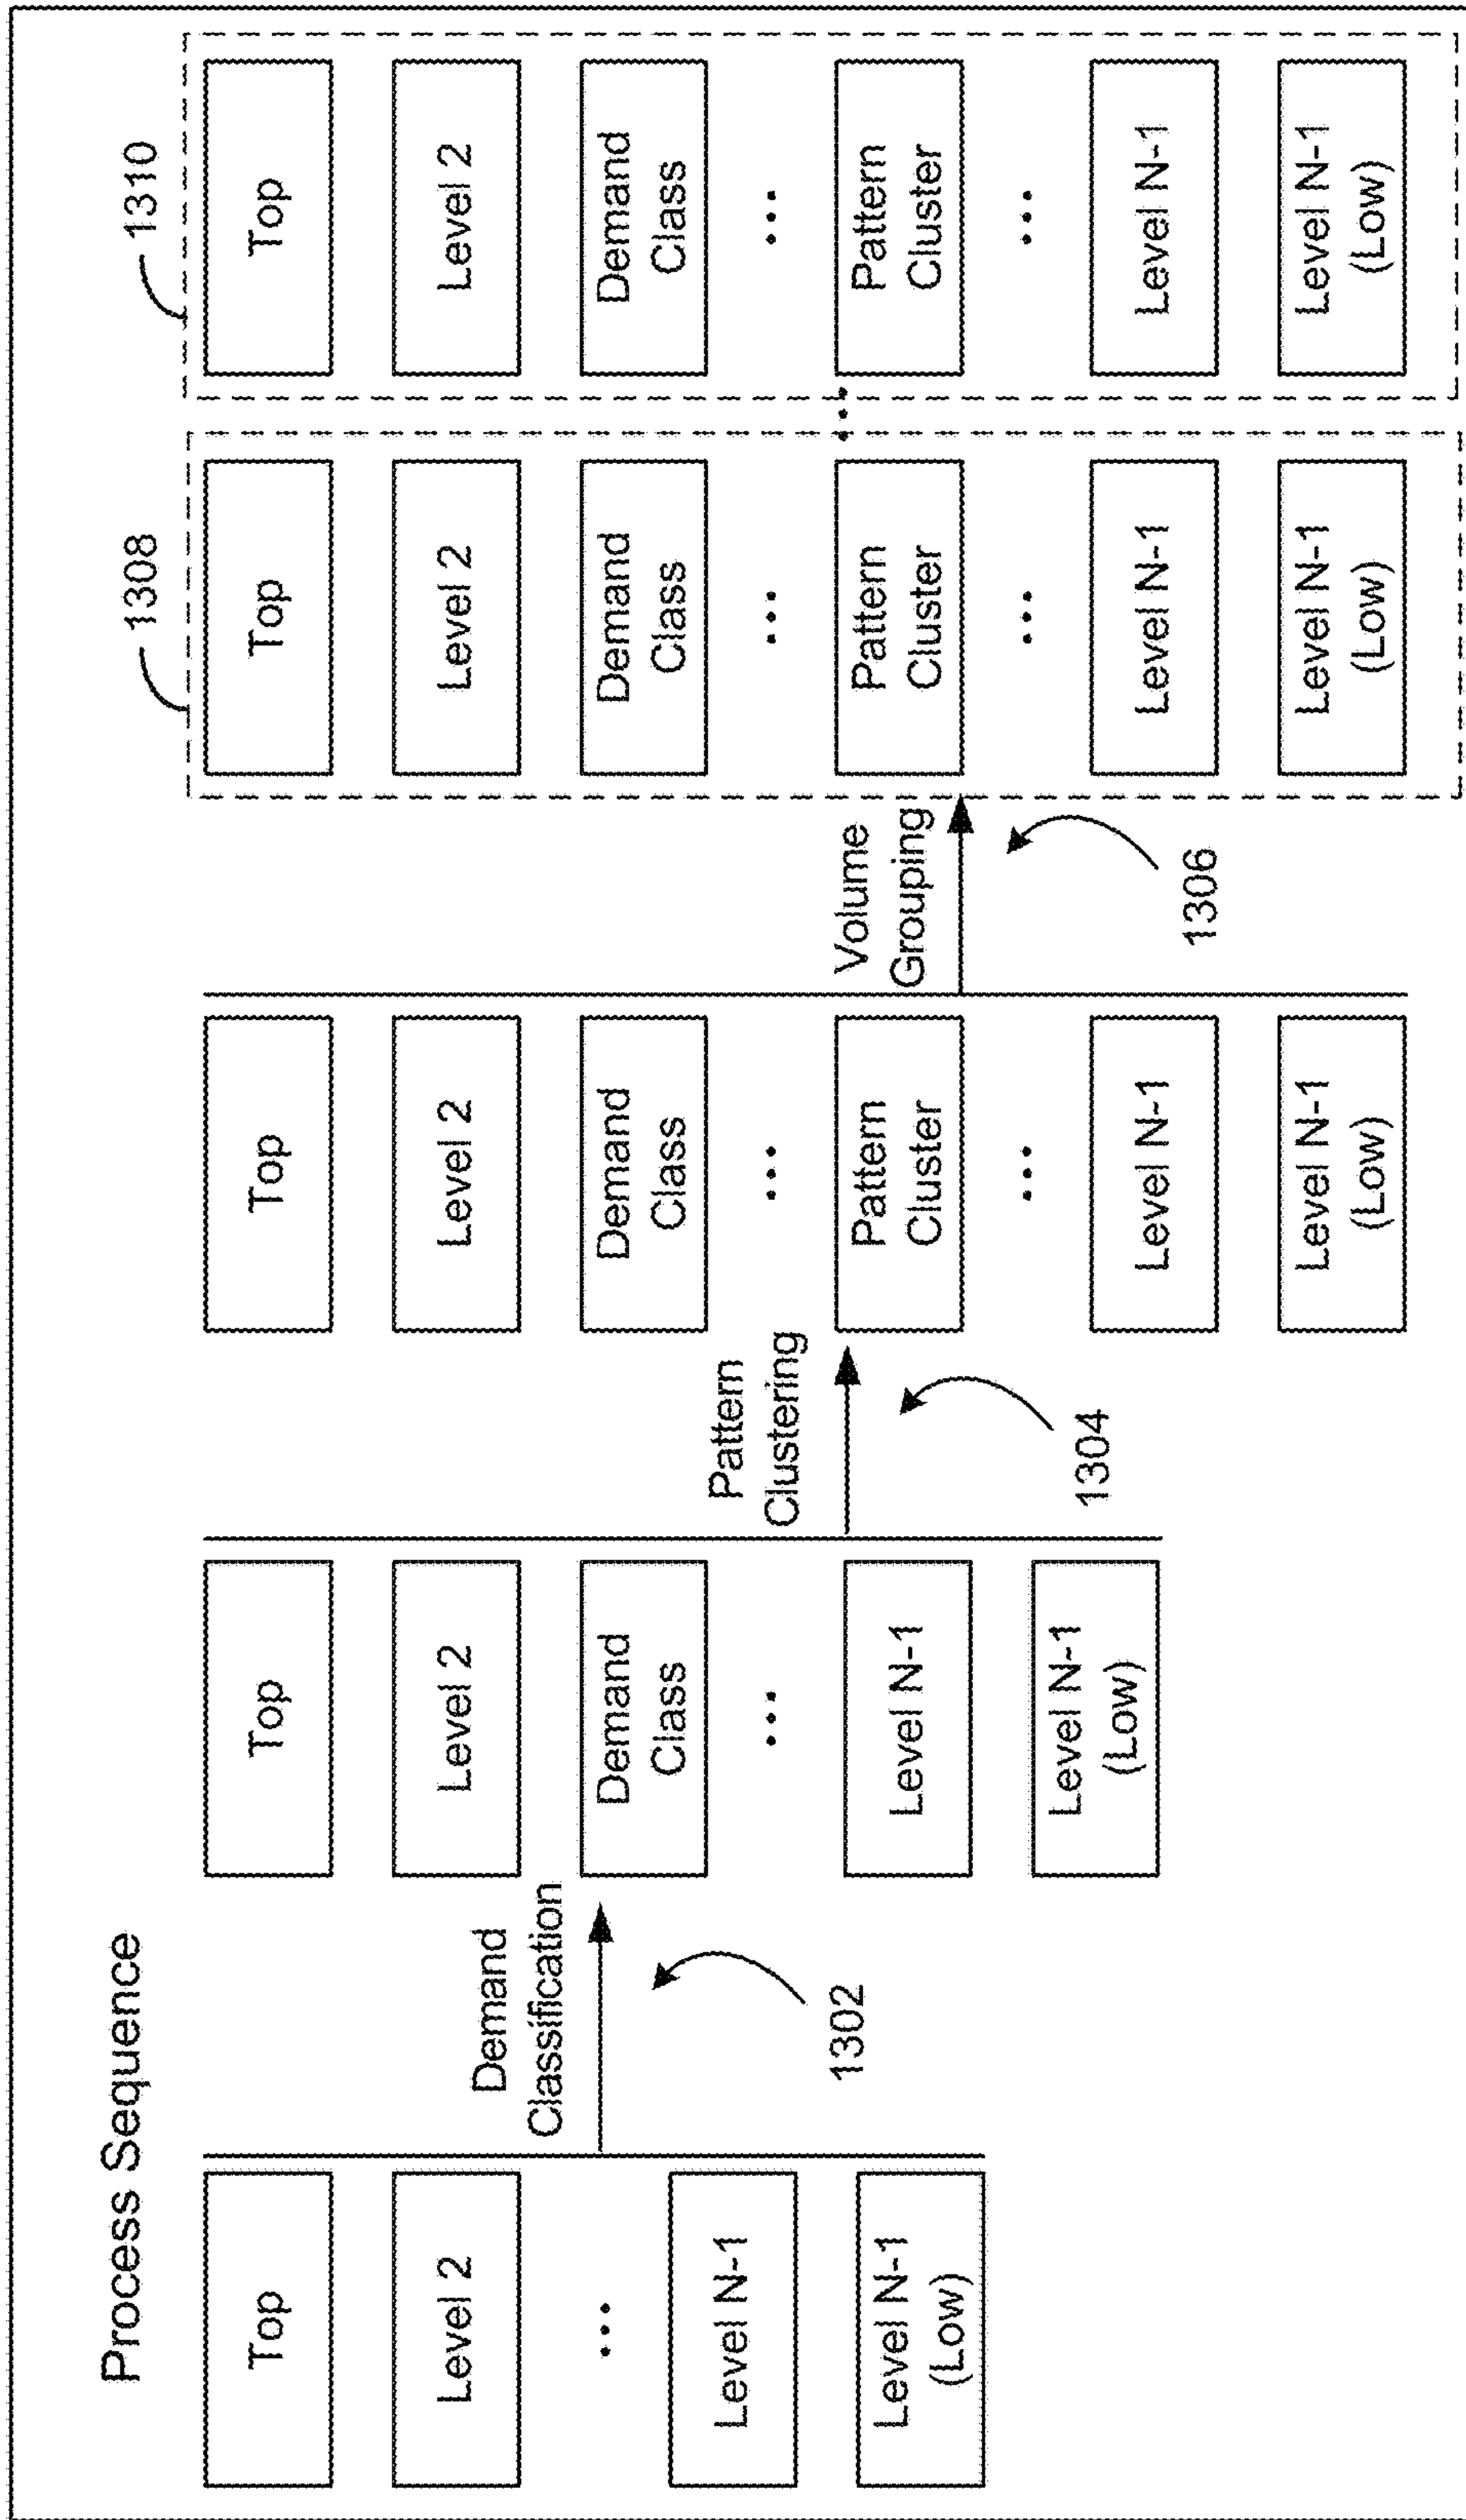 Process Sequence
Top
Level 2
...
Level N-1
Level N-1
(Low)
Demand
Classification
1302
Top
Level 2
Demand
Class
...
Level N-1
Level N-1
(Low)
Pattern
Clustering
1304
Top
Level 2
Demand
Class
...
Pattern
Cluster
...
Level N-1
Level N-1
(Low)
Volume
Grouping
1306
1308
Top
Level 2
Demand
Class
...
Pattern
Cluster
...
Level N-1
Level N-1
(Low)
...
1310
Top
Level 2
Demand
Class
...
Pattern
Cluster
...
Level N-1
Level N-1
(Low)